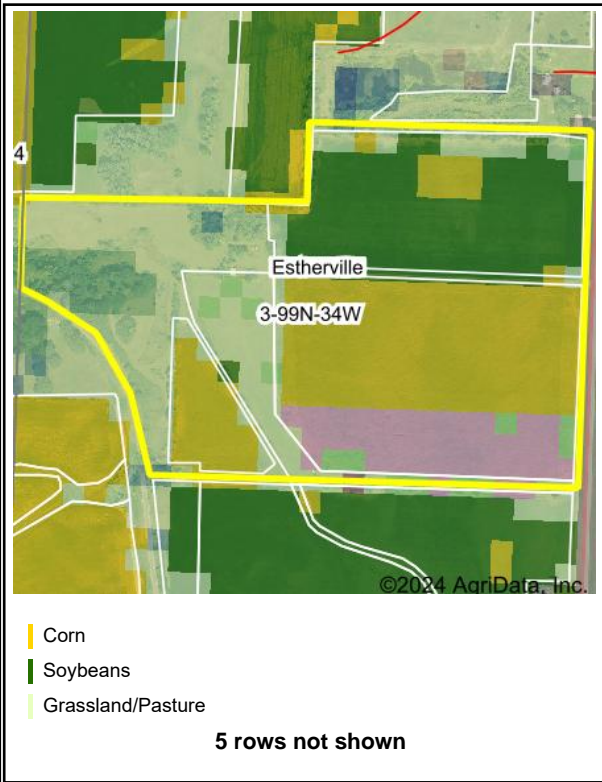 4
Estherville
3-99N-34W
©2024 AgriData, Inc.
Corn
Soybeans
Grassland/Pasture
5 rows not shown